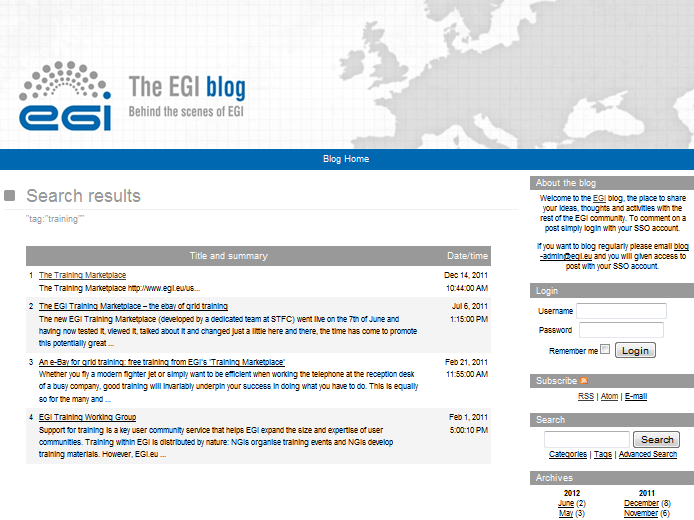 egi
The EGI blog
Behind the scenes of EGI
Blog Home
Search results
"tag:"training""
Title and summary Date/time
1 The Training Marketplace Dec 14, 2011
The Training Marketplace http://www.egi.eu/us... 10:44:00 AM
2 The EGI Training Marketplace – the ebay of grid training Jul 6, 2011
The new EGI Training Marketplace (developed by a dedicated team at STFC) went live on the 7th of June and 1:15:00 PM
having now tested it, viewed it, talked about it and changed just a little here and there, the time has come to promote
this potentially great ...
3 An e-Bay for grid training: free training from EGI's 'Training Marketplace' Feb 21, 2011
Whether you fly a modern fighter jet or simply want to be efficient when working the telephone at the reception desk 11:55:00 AM
of a busy company, good training will invariably underpin your success in doing what you have to do. This is equally
so for the many and ...
4 EGI Training Working Group Feb 1, 2011
Support for training is a key user community service that helps EGI expand the size and expertise of user 5:00:10 PM
communities. Training within EGI is distributed by nature: NGIs organise training events and NGIs develop
training materials. However, EGI.eu ...
About the blog
Welcome to the EGI blog, the place to share
your ideas, thoughts and activities with the
rest of the EGI community. To comment on a
post simply login with your SSO account.
If you want to blog regularly please email blog
-admin@egi.eu and you will given access to
post with your SSO account.
Login
Username
Password
Remember me Login
Subscribe
RSS | Atom | E-mail
Search
Search
Categories | Tags | Advanced Search
Archives
2012 2011
June (2) December (8)
May (3) November (6)